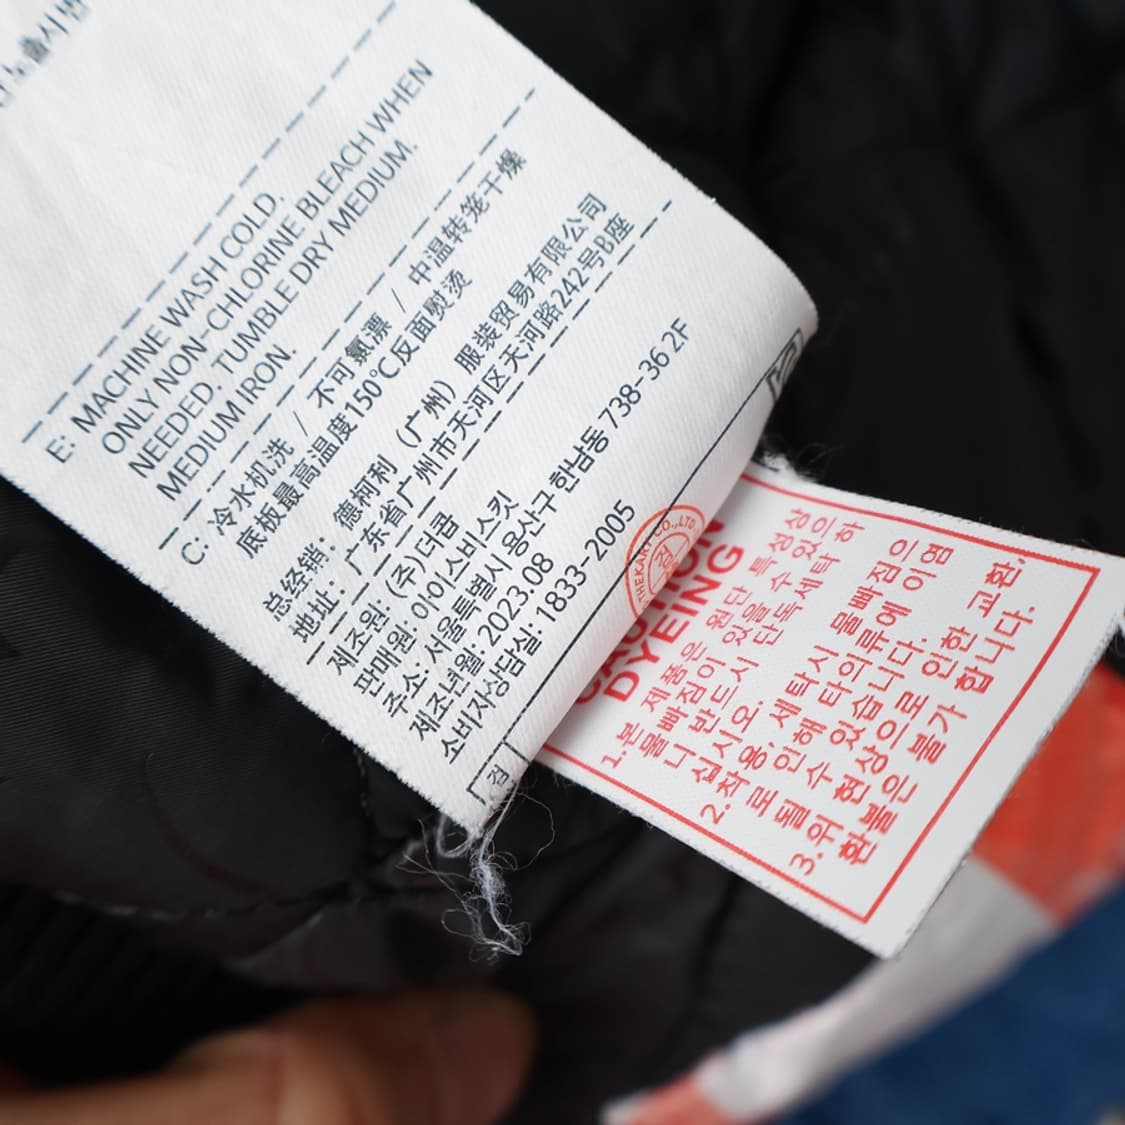 E: MACHINE WASH COLD.
ONLY NON-CHLORINE BLEACH WHEN
NEEDED. TUMBLE DRY MEDIUM.
MEDIUM IRON.
C: 冷水机洗 / 不可氯漂 / 中温转笼干燥
底板最高温度150℃反面熨烫
总经销: 德柯利 (广州) 服装贸易有限公司
地址: 广东省广州市天河区天河路242号B座
제조원: (주)더콥
판매원: 아이스비스킷
주소: 서울특별시 용산구 한남동 738-36 2F
제조년월: 2023.08
소비자상담실: 1833-2005
검
THEKART CO.,LTD.
검
CAUTION
DYEING
1. 본 제품은 원단 특성상
물빠짐이 있을 수 있으
니 반드시 단독세탁하
십시오.
2. 착용, 세탁시 물빠짐으
로 인해 타의류에 이염
될 수 있습니다.
3. 위 현상으로 인한 교환.
환불은 불가합니다.